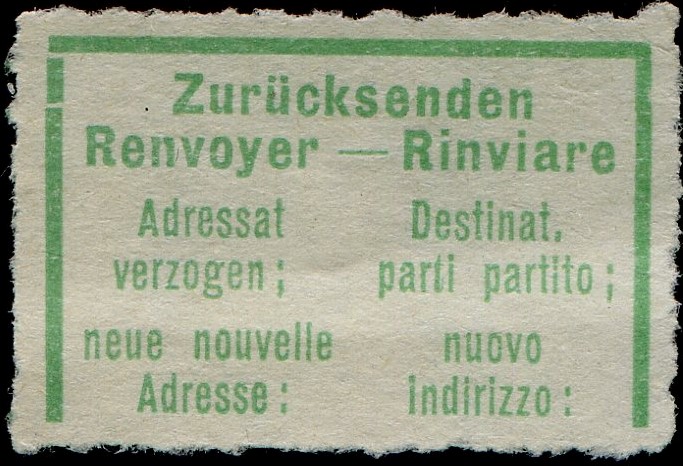 Zurücksenden
Renvoyer — Rinviare
Adressat Destinat.
verzogen; parti partito;
neue nouvelle nuovo
Adresse: indirizzo: